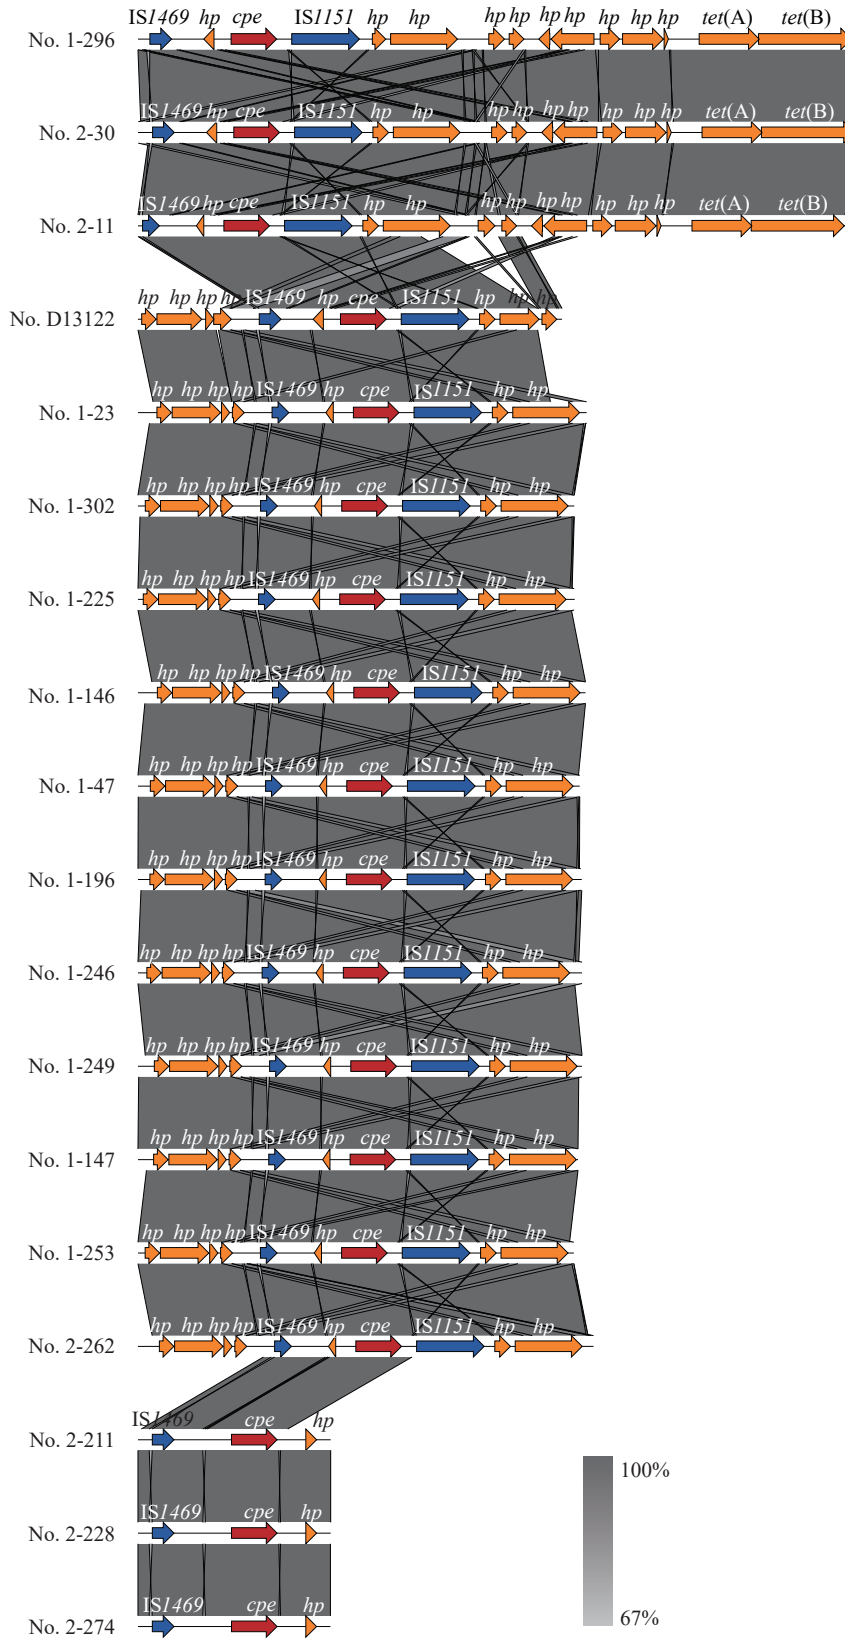 IS1469 hp cpe IS1151 hp hp hp hp hp hp hp hp hp tet(A) tet(B)
No. 1-296
IS1469 hp cpe IS1151 hp hp hp hp hp hp hp hp hp tet(A) tet(B)
No. 2-30
IS1469 hp cpe IS1151 hp hp hp hp hp hp hp hp hp tet(A) tet(B)
No. 2-11
hp hp hp hp IS1469 hp cpe IS1151 hp hp hp
No. D13122
hp hp hp hp IS1469 hp cpe IS1151 hp hp
No. 1-23
hp hp hp hp IS1469 hp cpe IS1151 hp hp
No. 1-302
hp hp hp hp IS1469 hp cpe IS1151 hp hp
No. 1-225
hp hp hp hp IS1469 hp cpe IS1151 hp hp
No. 1-146
hp hp hp hp IS1469 hp cpe IS1151 hp hp
No. 1-47
hp hp hp hp IS1469 hp cpe IS1151 hp hp
No. 1-196
hp hp hp hp IS1469 hp cpe IS1151 hp hp
No. 1-246
hp hp hp hp IS1469 hp cpe IS1151 hp hp
No. 1-249
hp hp hp hp IS1469 hp cpe IS1151 hp hp
No. 1-147
hp hp hp hp IS1469 hp cpe IS1151 hp hp
No. 1-253
hp hp hp hp IS1469 hp cpe IS1151 hp hp
No. 2-262
IS1469 cpe hp
No. 2-211
IS1469 cpe hp
No. 2-228
IS1469 cpe hp
No. 2-274
100%
67%